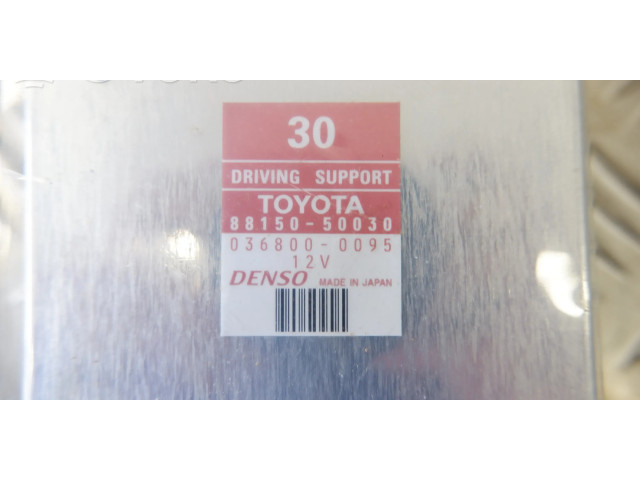 30
DRIVING SUPPORT
TOYOTA
88150-50030
036800-0095
12V
DENSO MADE IN JAPAN